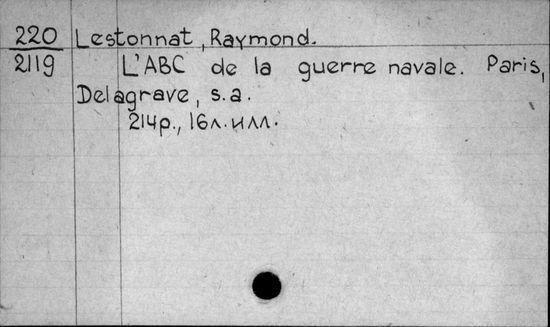 220 Lestonnat, Raymond.
2119 L'ABC de la guerre navale. Paris,
Delagrave, s.a.
214p., 16л. илл.